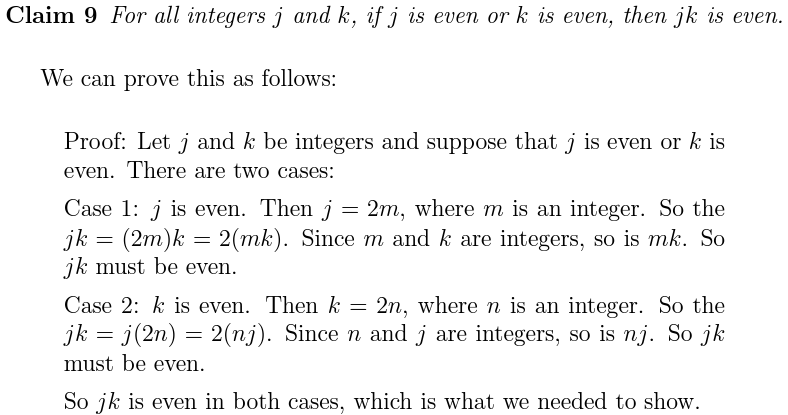 Claim 9 For all integers j and k, if j is even or k is even, then jk is even.
We can prove this as follows:
Proof: Let j and k be integers and suppose that j is even or k is
even. There are two cases:
Case 1: j is even. Then j = 2m, where m is an integer. So the
jk = (2m)k = 2(mk). Since m and k are integers, so is mk. So
jk must be even.
Case 2: k is even. Then k = 2n, where n is an integer. So the
jk = j(2n) = 2(nj). Since n and j are integers, so is nj. So jk
must be even.
So jk is even in both cases, which is what we needed to show.